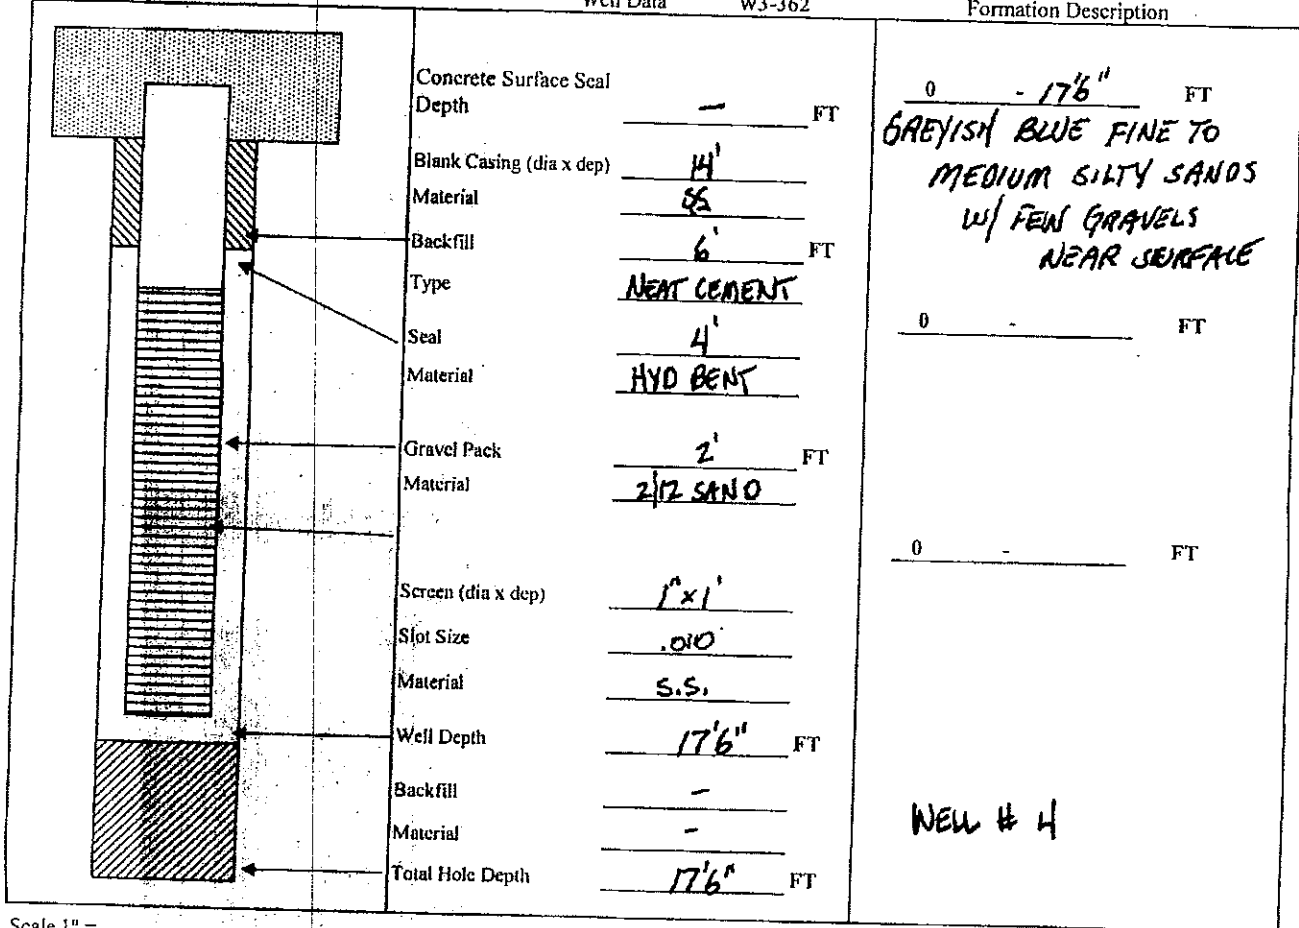 Well Data W3-362 Formation Description
Concrete Surface Seal
Depth — FT
Blank Casing (dia x dep) 14'
Material SS
Backfill 6' FT
Type NEAT CEMENT
Seal 4'
Material HYD BENT
Gravel Pack 2' FT
Material 2/12 SAND
Screen (dia x dep) 1" x 1'
Slot Size .010
Material S.S.
Well Depth 17'6" FT
Backfill -
Material -
Total Hole Depth 17'6" FT
0 - 17'6" FT
GREYISH BLUE FINE TO
MEDIUM SILTY SANDS
W/ FEW GRAVELS
NEAR SURFACE
0 - FT
0 - FT
WELL # 4
Scale 1" =